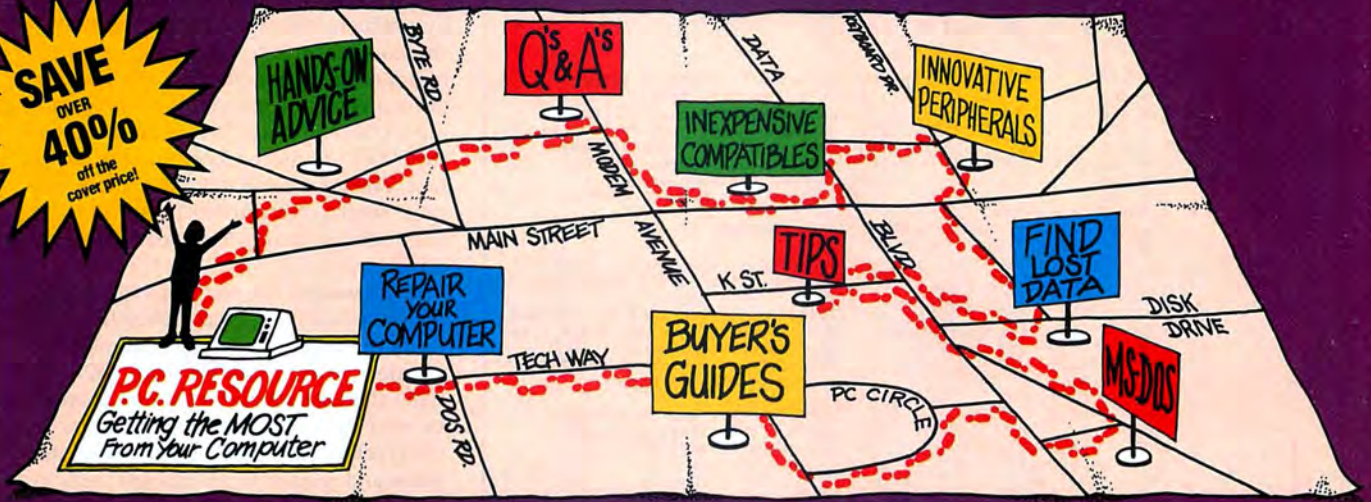 SAVE
OVER
40%
off the
cover price!
HANDS-ON
ADVICE
BYTE RD.
Q's
&A's
DATA
KEYBOARD DR.
INNOVATIVE
PERIPHERALS
INEXPENSIVE
COMPATIBLES
MODEM
AVENUE
MAIN STREET
BLVD.
TIPS
K ST.
FIND
LOST
DATA
DISK
DRIVE
REPAIR
YOUR
COMPUTER
TECH WAY
BUYER'S
GUIDES
PC CIRCLE
MS-DOS
P.C. RESOURCE
Getting the MOST
From Your Computer
DOS RD.